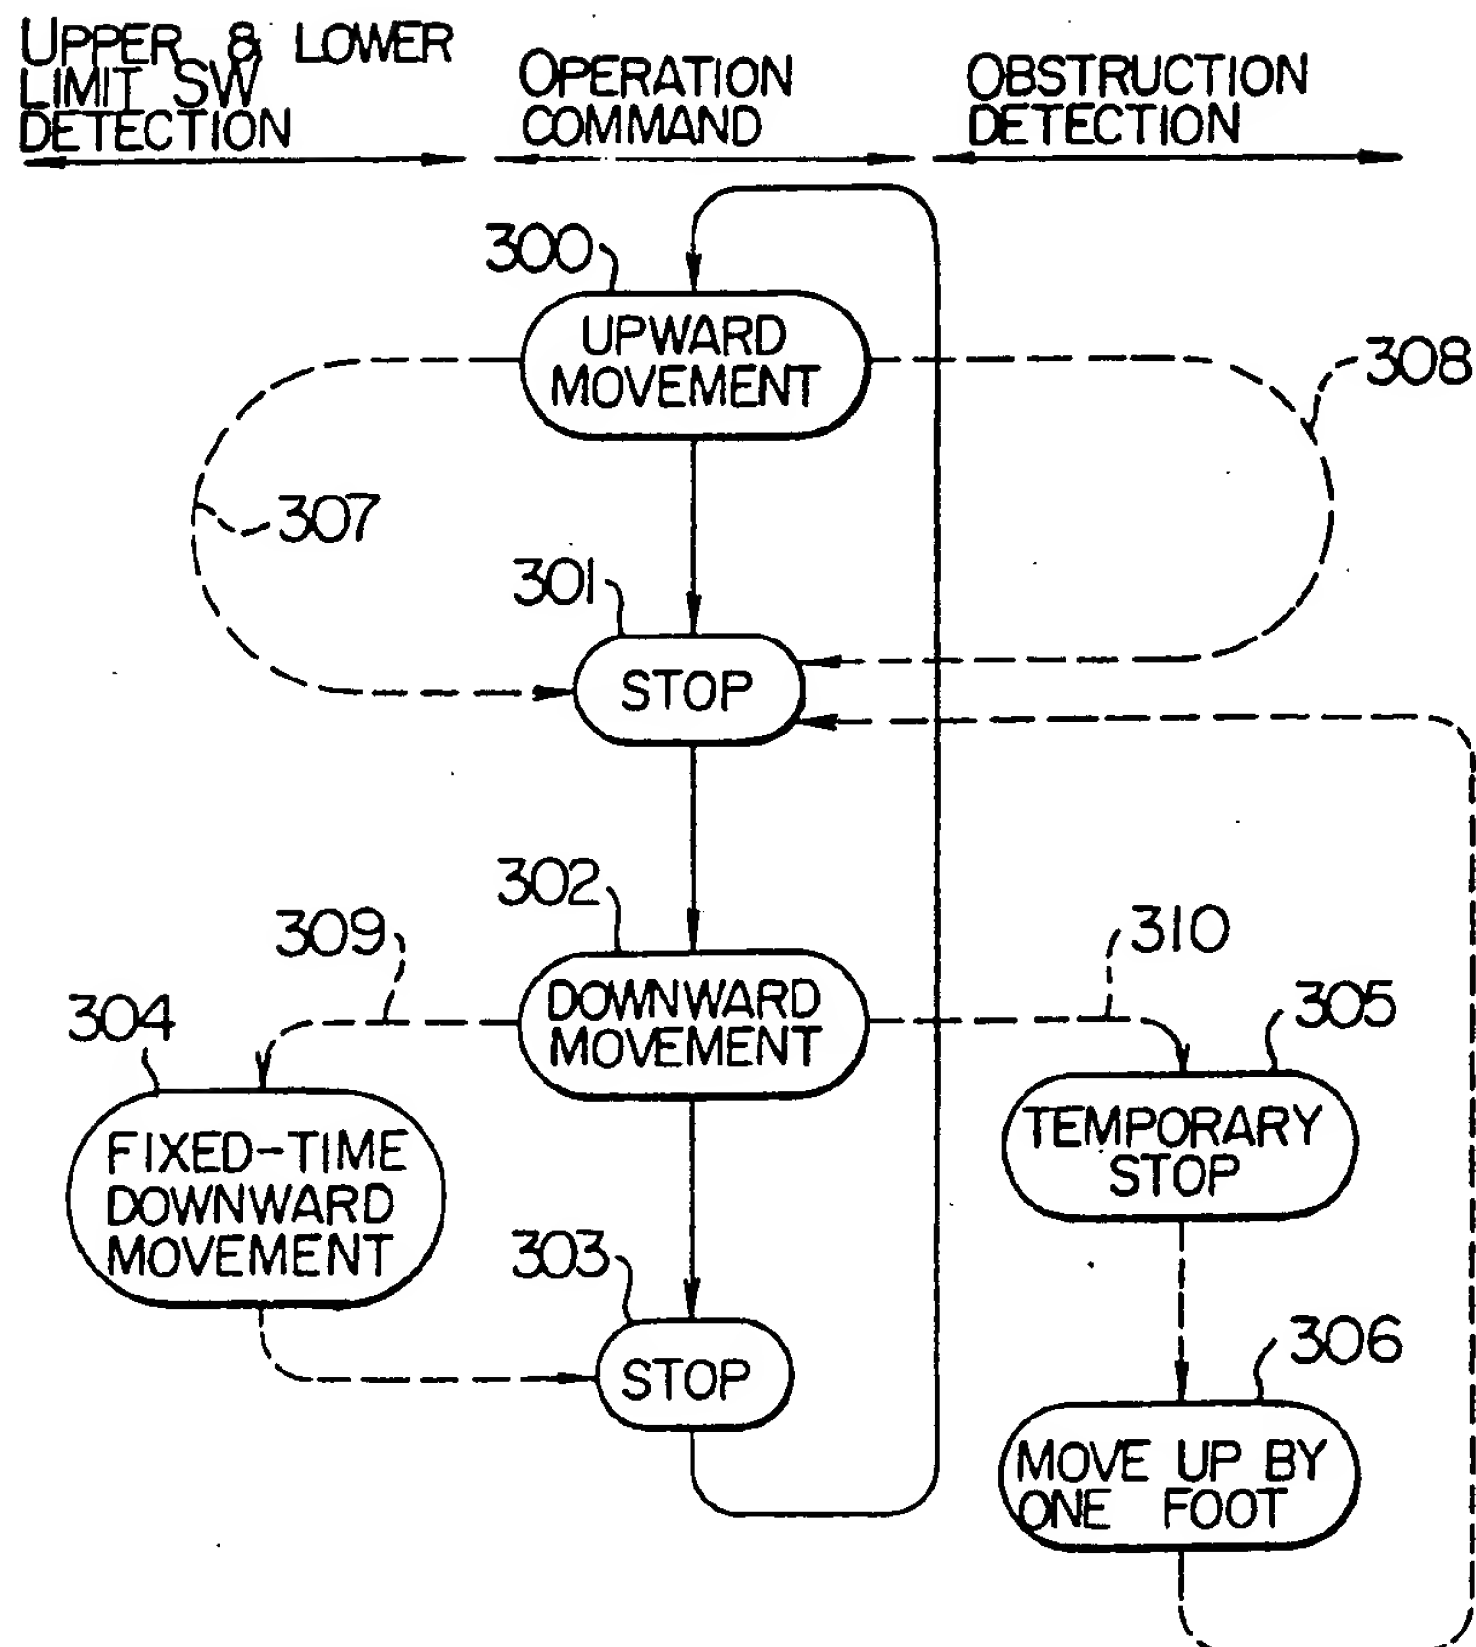 UPPER & LOWER
LIMIT SW
DETECTION
OPERATION
COMMAND
OBSTRUCTION
DETECTION
300
UPWARD
MOVEMENT
308
307
301
STOP
302
309
310
DOWNWARD
MOVEMENT
304
305
FIXED-TIME
DOWNWARD
MOVEMENT
TEMPORARY
STOP
303
STOP
306
MOVE UP BY
ONE FOOT